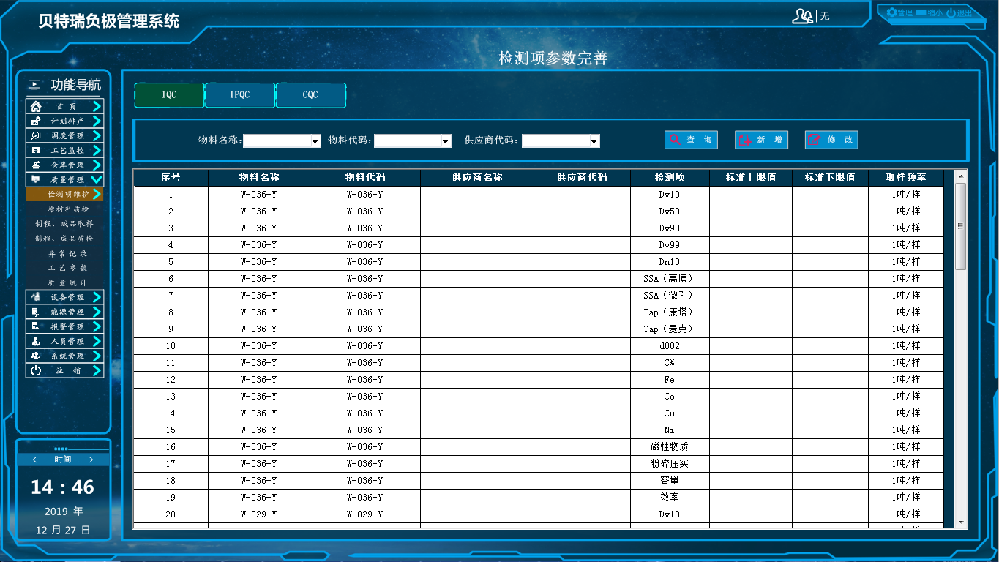 贝特瑞负极管理系统
无
管理 缩小 退出
检测项参数完善
功能导航
首 页
计划排产
调度管理
工艺监控
仓库管理
质量管理
检测项维护
原材料质检
制程、成品取样
制程、成品质检
异常记录
工艺参数
质量统计
设备管理
能源管理
报警管理
人员管理
系统管理
注 销
< 时间 >
14 : 46
2019 年
12 月 27 日
IQC IPQC OQC
物料名称: 物料代码: 供应商代码: 查 询 新 增 修 改
序号 物料名称 物料代码 供应商名称 供应商代码 检测项 标准上限值 标准下限值 取样频率
1 W-036-Y W-036-Y Dv10 1吨/样
2 W-036-Y W-036-Y Dv50 1吨/样
3 W-036-Y W-036-Y Dv90 1吨/样
4 W-036-Y W-036-Y Dv99 1吨/样
5 W-036-Y W-036-Y Dn10 1吨/样
6 W-036-Y W-036-Y SSA（高博） 1吨/样
7 W-036-Y W-036-Y SSA（微孔） 1吨/样
8 W-036-Y W-036-Y Tap（康塔） 1吨/样
9 W-036-Y W-036-Y Tap（麦克） 1吨/样
10 W-036-Y W-036-Y d002 1吨/样
11 W-036-Y W-036-Y C% 1吨/样
12 W-036-Y W-036-Y Fe 1吨/样
13 W-036-Y W-036-Y Co 1吨/样
14 W-036-Y W-036-Y Cu 1吨/样
15 W-036-Y W-036-Y Ni 1吨/样
16 W-036-Y W-036-Y 磁性物质 1吨/样
17 W-036-Y W-036-Y 粉碎压实 1吨/样
18 W-036-Y W-036-Y 容量 1吨/样
19 W-036-Y W-036-Y 效率 1吨/样
20 W-029-Y W-029-Y Dv10 1吨/样